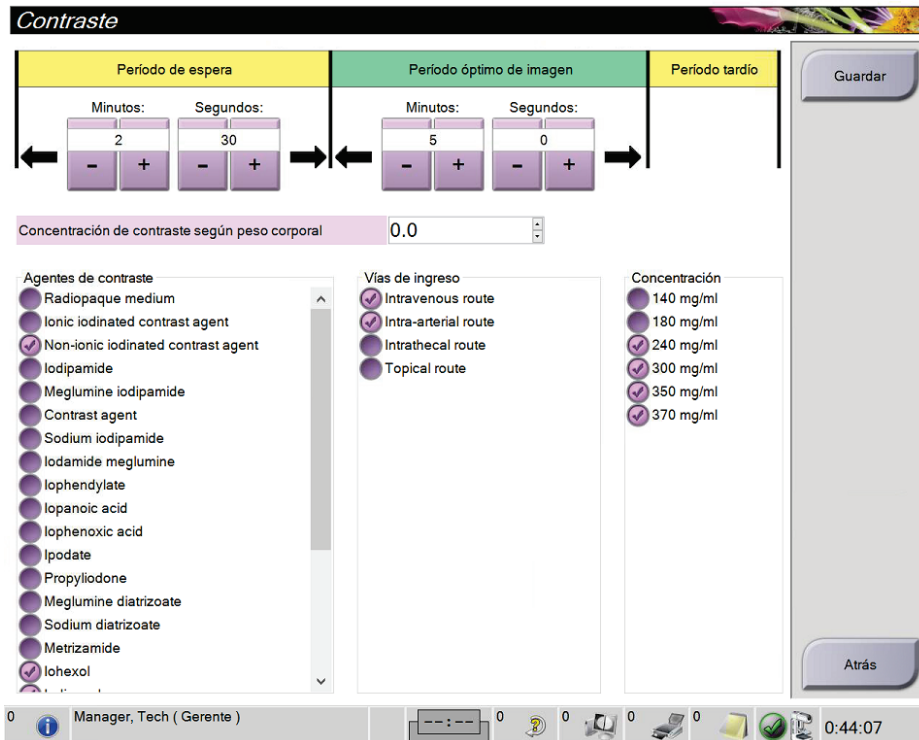 Contraste
Período de espera
Período óptimo de imagen
Período tardío
Guardar
Minutos:
Segundos:
Minutos:
Segundos:
2
30
5
0
- + - + - + - +
Concentración de contraste según peso corporal
0.0
Agentes de contraste
Radiopaque medium
Ionic iodinated contrast agent
Non-ionic iodinated contrast agent
Iodipamide
Meglumine iodipamide
Contrast agent
Sodium iodipamide
Iodamide meglumine
Iophendylate
Iopanoic acid
Iophenoxic acid
Ipodate
Propyliodone
Meglumine diatrizoate
Sodium diatrizoate
Metrizamide
Iohexol
Vías de ingreso
Intravenous route
Intra-arterial route
Intrathecal route
Topical route
Concentración
140 mg/ml
180 mg/ml
240 mg/ml
300 mg/ml
350 mg/ml
370 mg/ml
Atrás
0
Manager, Tech ( Gerente )
--:--
0
0
0
0
0:44:07